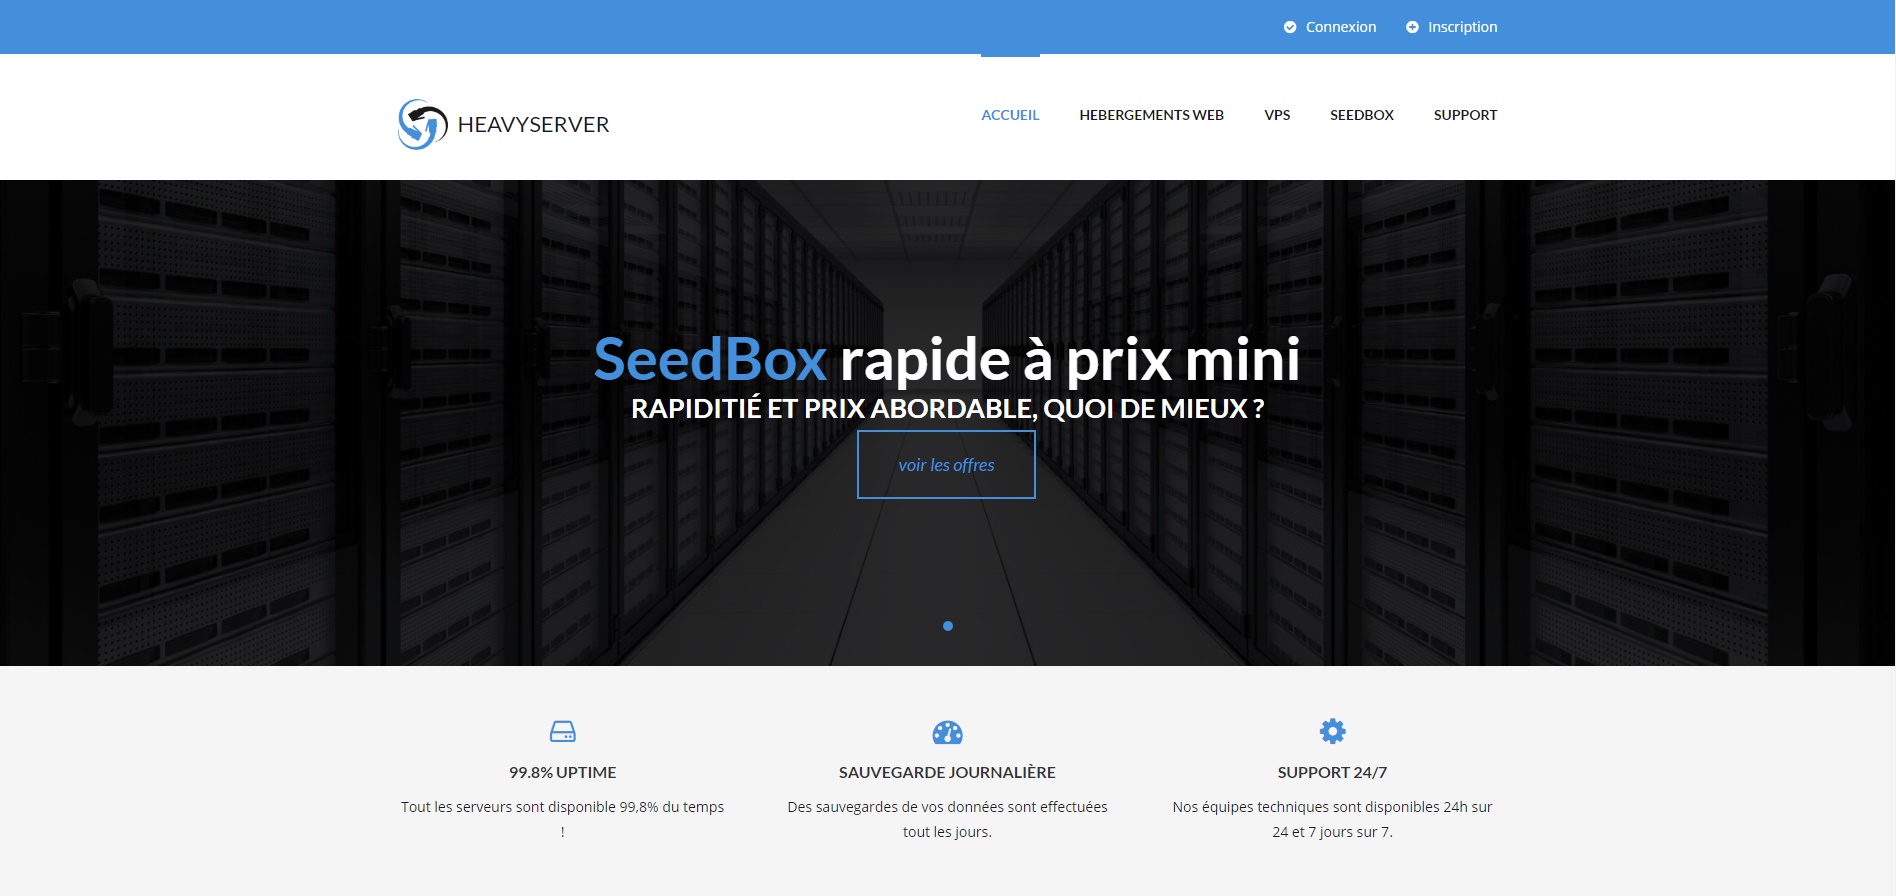 Connexion Inscription
HEAVYSERVER
ACCUEIL HEBERGEMENTS WEB VPS SEEDBOX SUPPORT
SeedBox rapide à prix mini
RAPIDITIÉ ET PRIX ABORDABLE, QUOI DE MIEUX ?
voir les offres
99.8% UPTIME
Tout les serveurs sont disponible 99,8% du temps
!
SAUVEGARDE JOURNALIÈRE
Des sauvegardes de vos données sont effectuées
tout les jours.
SUPPORT 24/7
Nos équipes techniques sont disponibles 24h sur
24 et 7 jours sur 7.